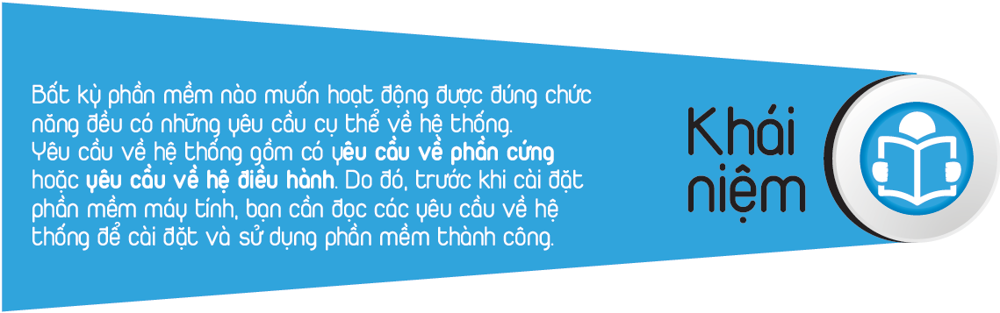 Bất kỳ phần mềm nào muốn hoạt động được đúng chức
năng đều có những yêu cầu cụ thể về hệ thống.
Yêu cầu về hệ thống gồm có yêu cầu về phần cứng
hoặc yêu cầu về hệ điều hành. Do đó, trước khi cài đặt
phần mềm máy tính, bạn cần đọc các yêu cầu về hệ
thống để cài đặt và sử dụng phần mềm thành công.
Khái
niệm